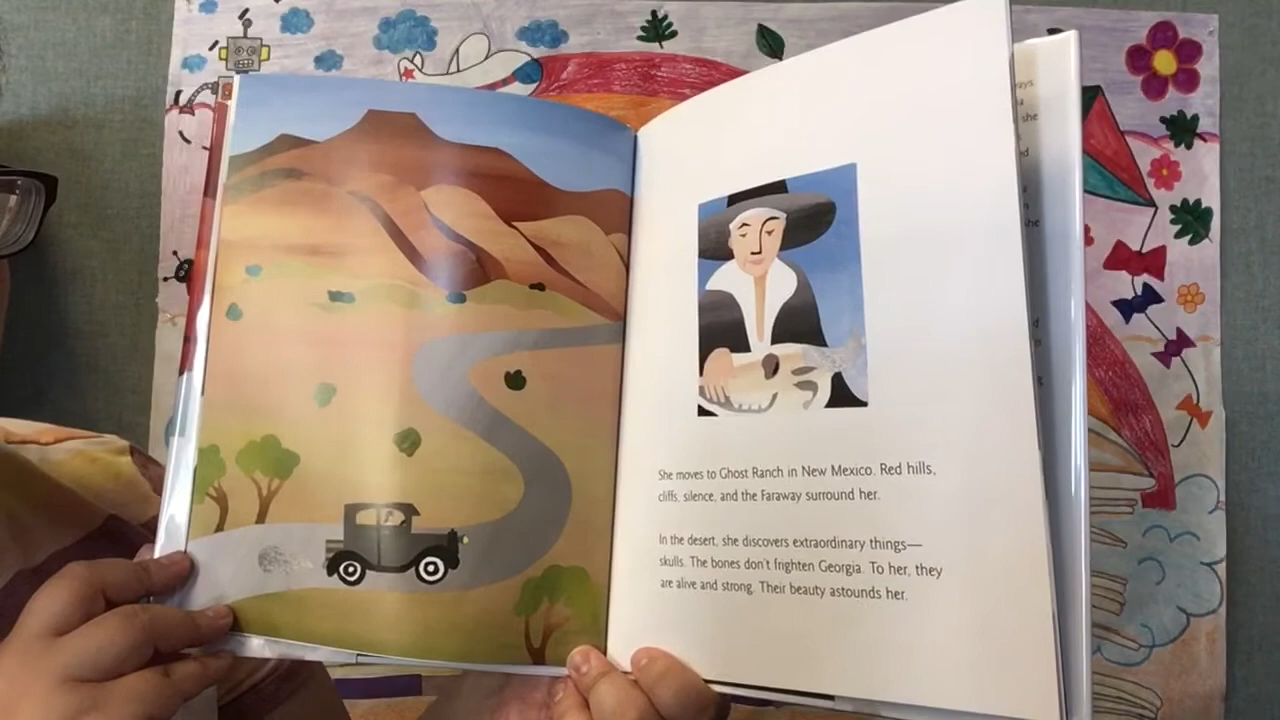 She moves to Ghost Ranch in New Mexico. Red hills,
cliffs, silence, and the Faraway surround her.
In the desert, she discovers extraordinary things—
skulls. The bones don't frighten Georgia. To her, they
are alive and strong. Their beauty astounds her.
she